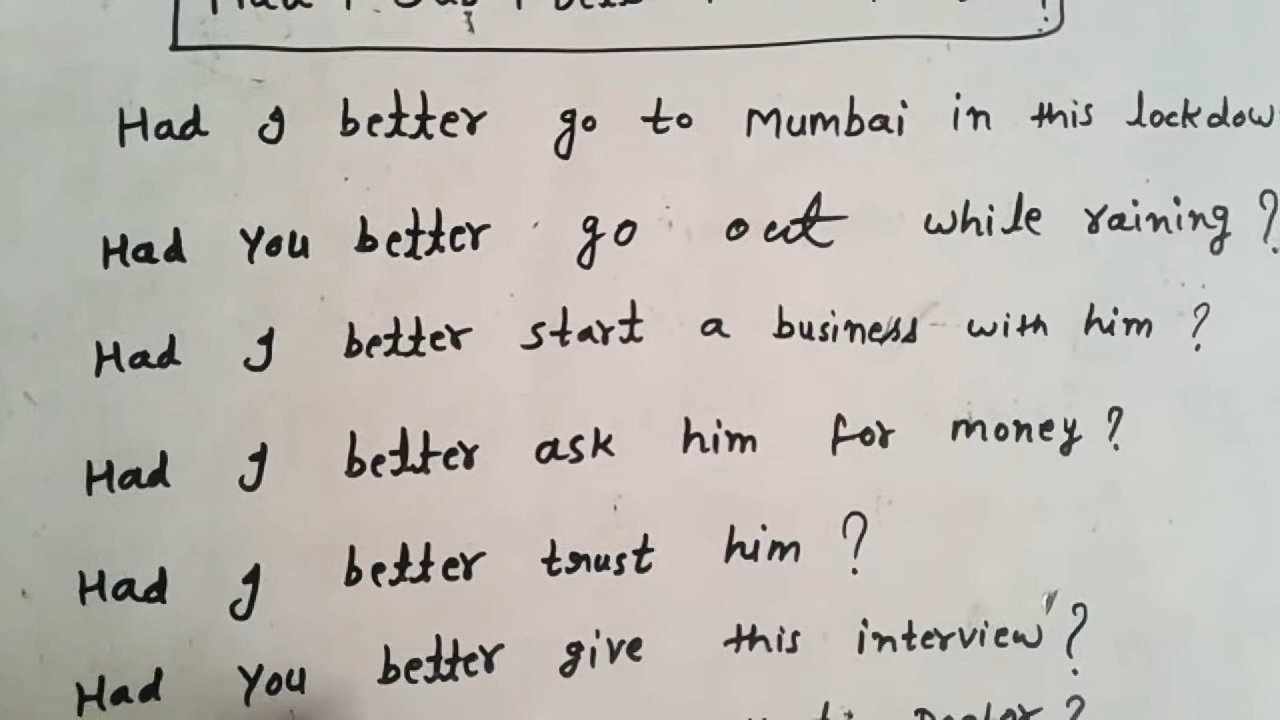 Had I better go to Mumbai in this lockdow
Had You better go out while raining ?
Had I better start a business with him ?
Had I better ask him for money ?
Had I better trust him ?
Had You better give this interview ?